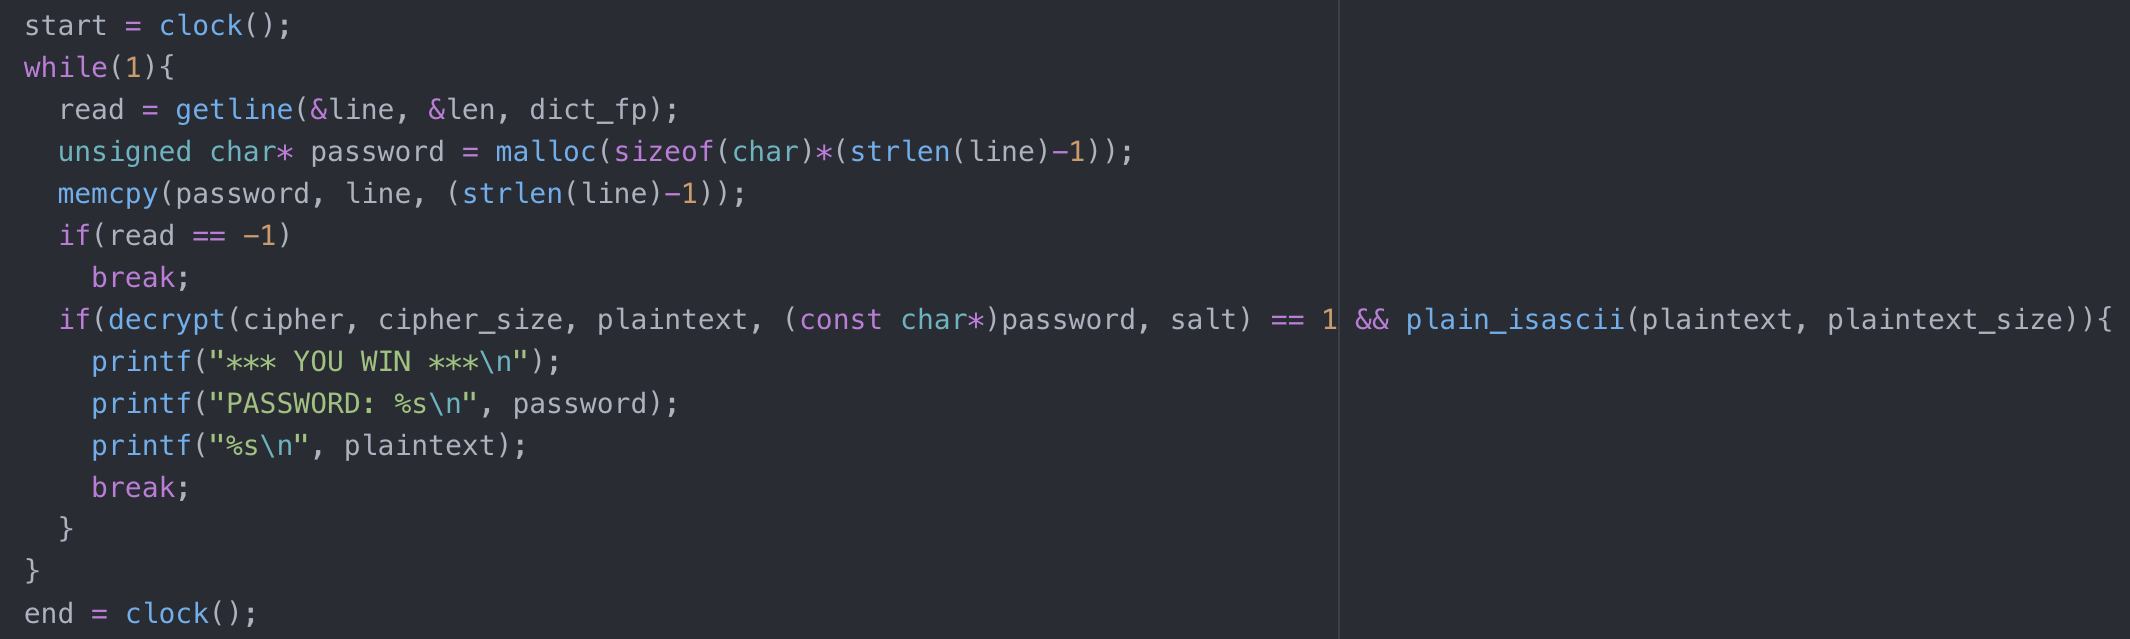 start = clock();
while(1){
  read = getline(&line, &len, dict_fp);
  unsigned char* password = malloc(sizeof(char)*(strlen(line)-1));
  memcpy(password, line, (strlen(line)-1));
  if(read == -1)
    break;
  if(decrypt(cipher, cipher_size, plaintext, (const char*)password, salt) == 1 && plain_isascii(plaintext, plaintext_size)){
    printf("*** YOU WIN ***\n");
    printf("PASSWORD: %s\n", password);
    printf("%s\n", plaintext);
    break;
  }
}
end = clock();